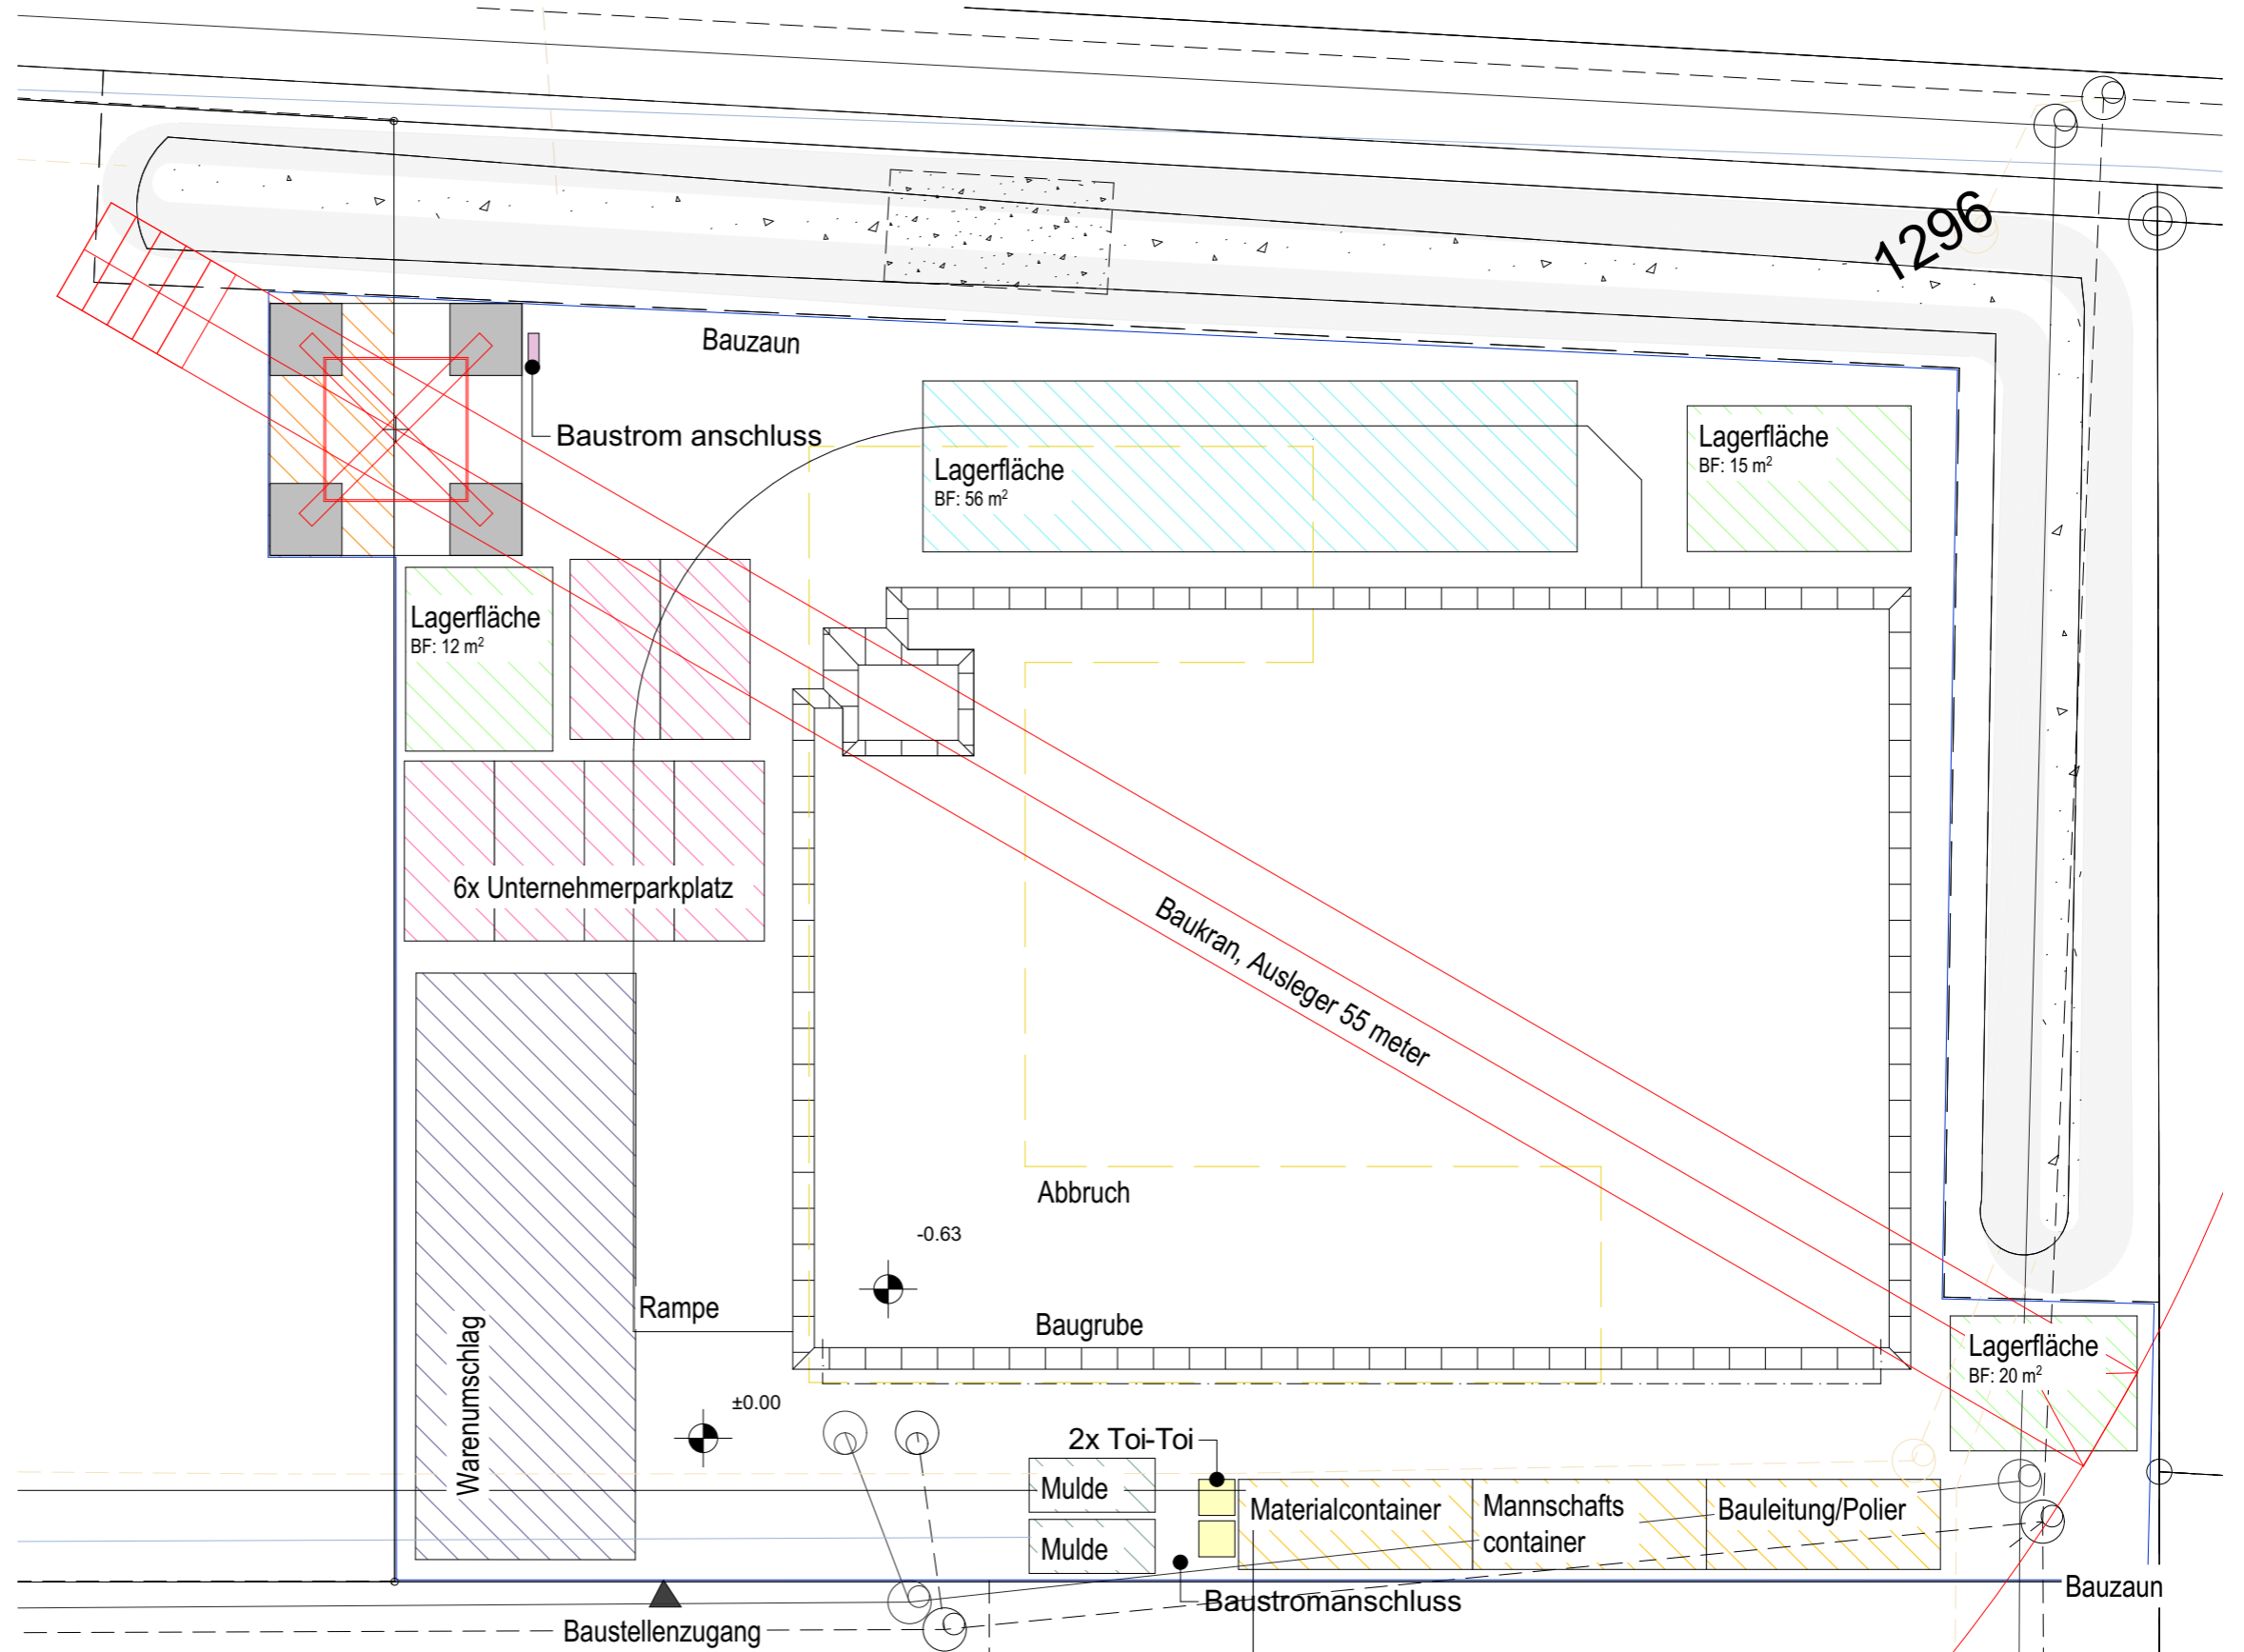 1296
Bauzaun
Baustrom anschluss
Lagerfläche
BF: 56 m²
Lagerfläche
BF: 15 m²
Lagerfläche
BF: 12 m²
6x Unternehmerparkplatz
Baukran, Ausleger 55 meter
Abbruch
-0.63
Rampe
Baugrube
Warenumschlag
±0.00
Lagerfläche
BF: 20 m²
2x Toi-Toi
Mulde
Mulde
Materialcontainer
Mannschafts
container
Bauleitung/Polier
Baustromanschluss
Bauzaun
Baustellenzugang